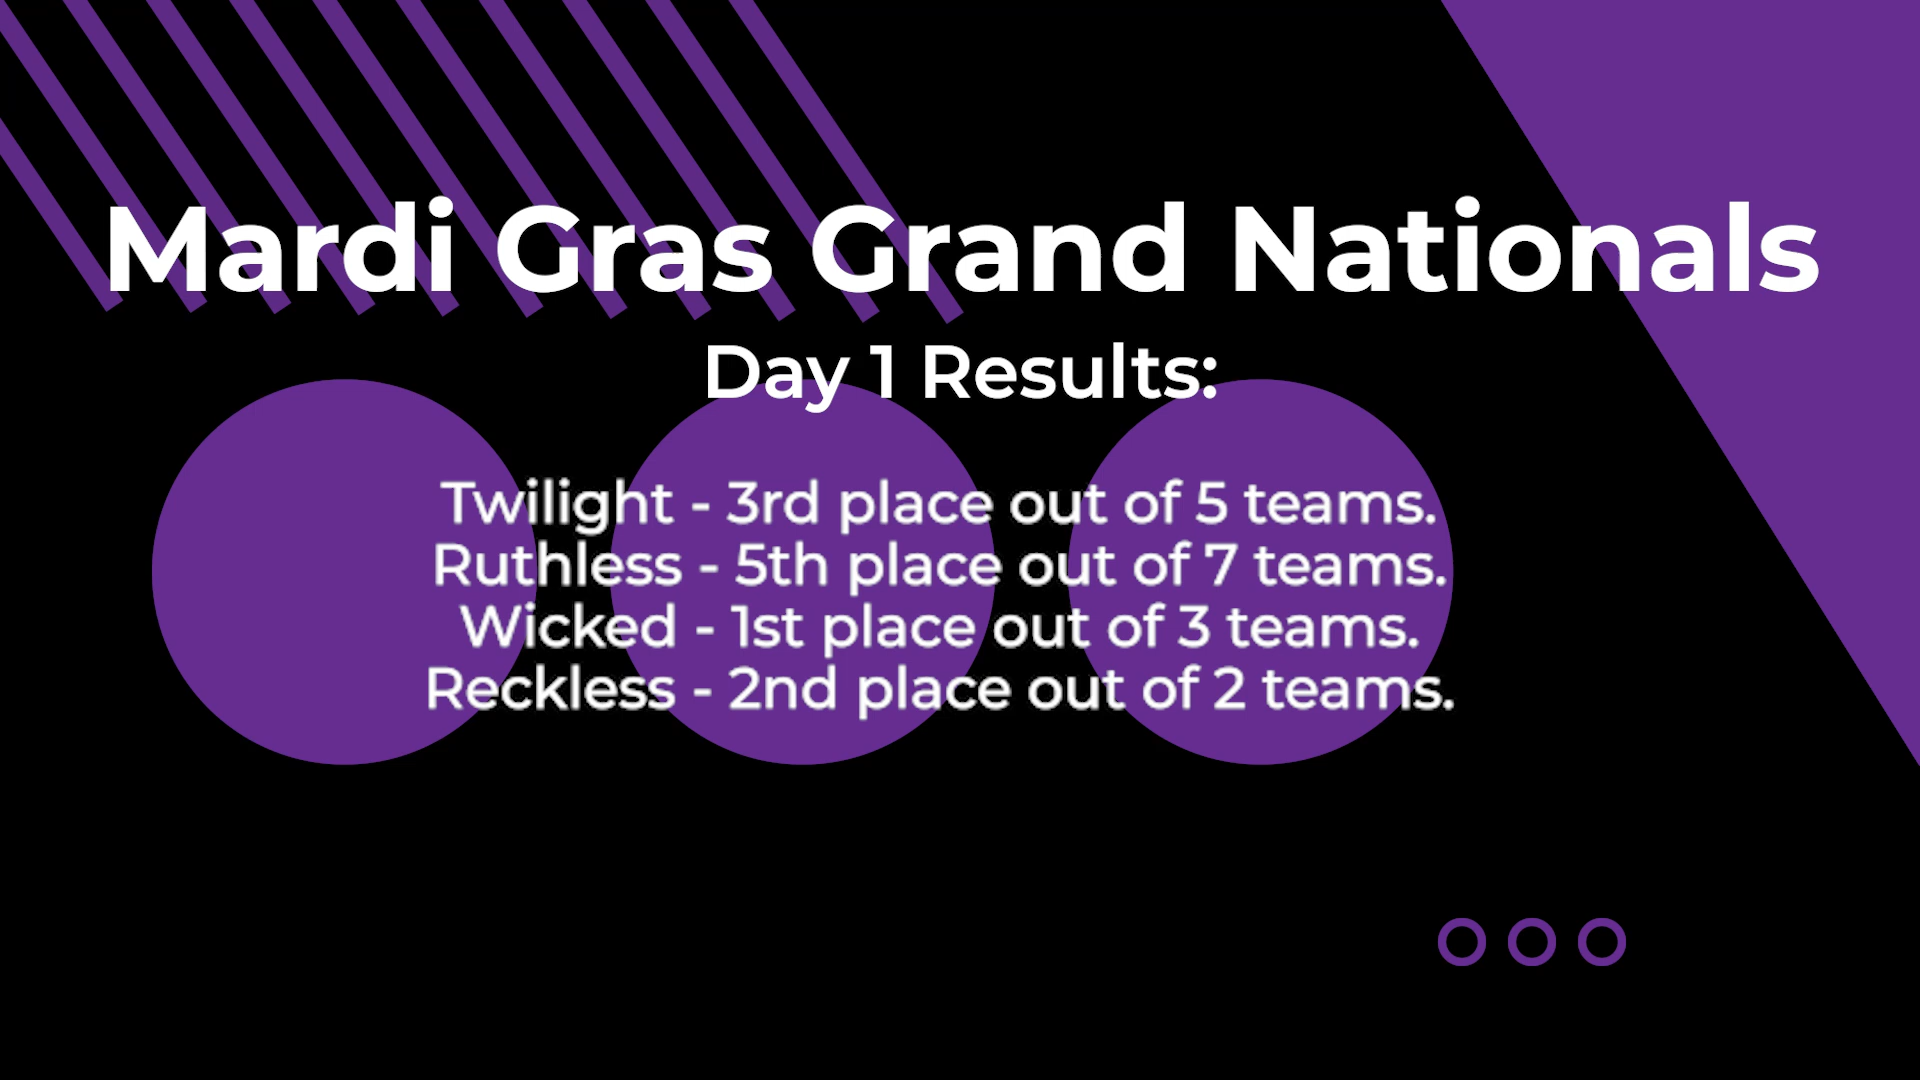 Mardi Gras Grand Nationals
Day 1 Results:
Twilight - 3rd place out of 5 teams.
Ruthless - 5th place out of 7 teams.
Wicked - 1st place out of 3 teams.
Reckless - 2nd place out of 2 teams.